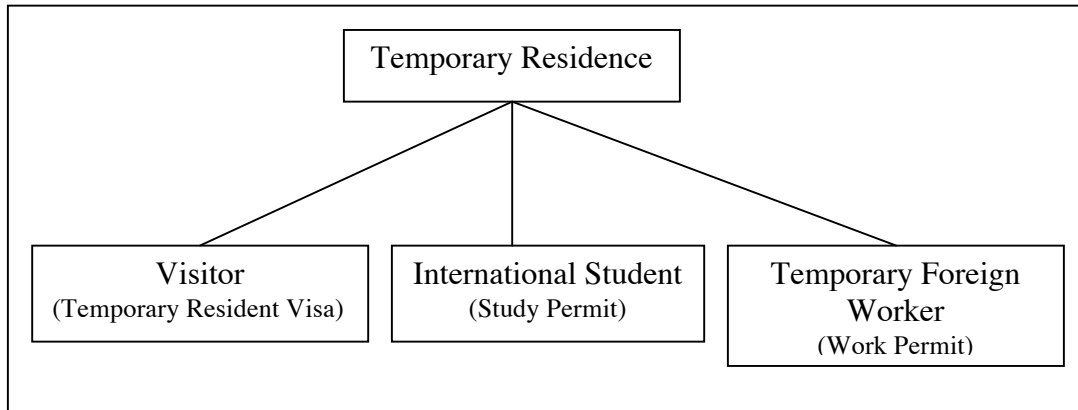 Temporary Residence
Visitor
(Temporary Resident Visa)
International Student
(Study Permit)
Temporary Foreign
Worker
(Work Permit)